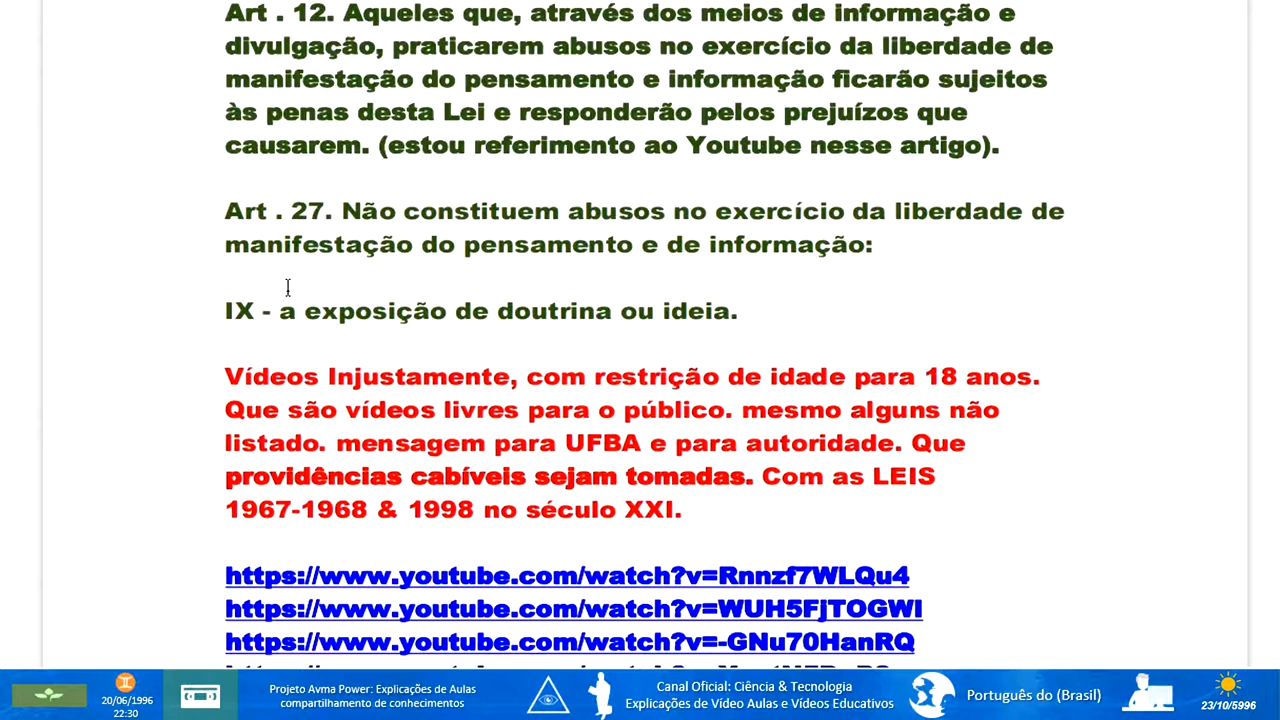 Art . 12. Aqueles que, através dos meios de informação e
divulgação, praticarem abusos no exercício da liberdade de
manifestação do pensamento e informação ficarão sujeitos
às penas desta Lei e responderão pelos prejuízos que
causarem. (estou referimento ao Youtube nesse artigo).
Art . 27. Não constituem abusos no exercício da liberdade de
manifestação do pensamento e de informação:
IX - a exposição de doutrina ou ideia.
Vídeos Injustamente, com restrição de idade para 18 anos.
Que são vídeos livres para o público. mesmo alguns não
listado. mensagem para UFBA e para autoridade. Que
providências cabíveis sejam tomadas. Com as LEIS
1967-1968 & 1998 no século XXI.
https://www.youtube.com/watch?v=Rnnzf7WLQu4
https://www.youtube.com/watch?v=WUH5FjTOGWI
https://www.youtube.com/watch?v=-GNu70HanRQ
20/06/1996
22:30
Projeto Avma Power: Explicações de Aulas
compartilhamento de conhecimentos
Canal Oficial: Ciência & Tecnologia
Explicações de Vídeo Aulas e Vídeos Educativos
Português do (Brasil)
23/10/5996